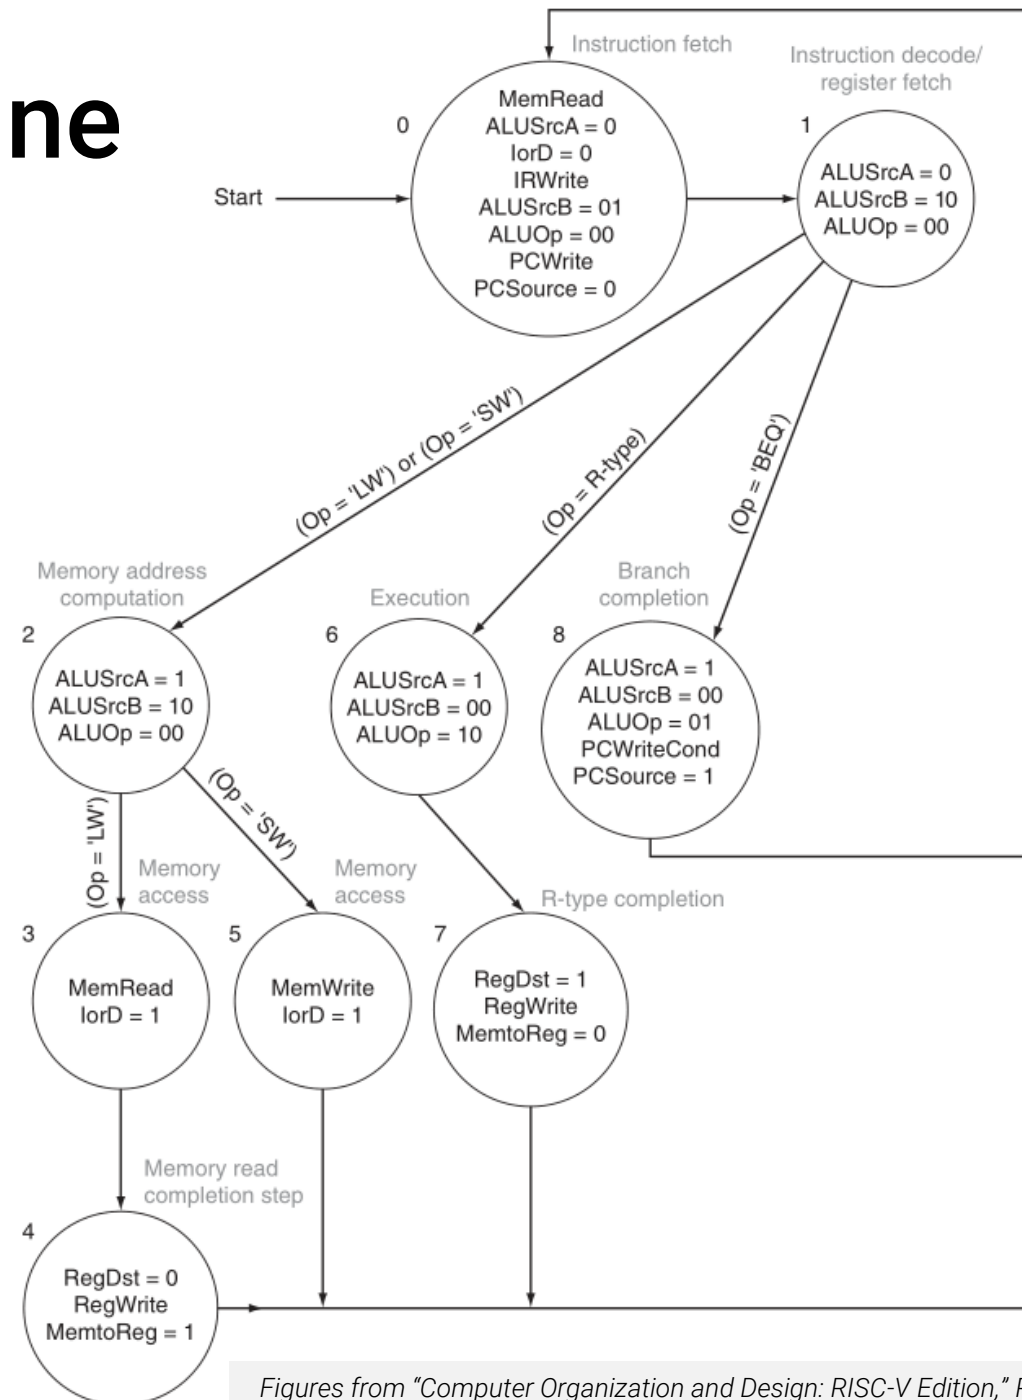 ne
Instruction fetch
Instruction decode/
register fetch
0
MemRead
ALUSrcA = 0
IorD = 0
IRWrite
ALUSrcB = 01
ALUOp = 00
PCWrite
PCSource = 0
1
ALUSrcA = 0
ALUSrcB = 10
ALUOp = 00
Start
(Op = 'LW') or (Op = 'SW')
(Op = R-type)
(Op = 'BEQ')
Memory address
computation
2
ALUSrcA = 1
ALUSrcB = 10
ALUOp = 00
Execution
6
ALUSrcA = 1
ALUSrcB = 00
ALUOp = 10
Branch
completion
8
ALUSrcA = 1
ALUSrcB = 00
ALUOp = 01
PCWriteCond
PCSource = 1
(Op = 'LW')
(Op = 'SW')
Memory
access
3
MemRead
IorD = 1
Memory
access
5
MemWrite
IorD = 1
R-type completion
7
RegDst = 1
RegWrite
MemtoReg = 0
Memory read
completion step
4
RegDst = 0
RegWrite
MemtoReg = 1
Figures from “Computer Organization and Design: RISC-V Edition,”